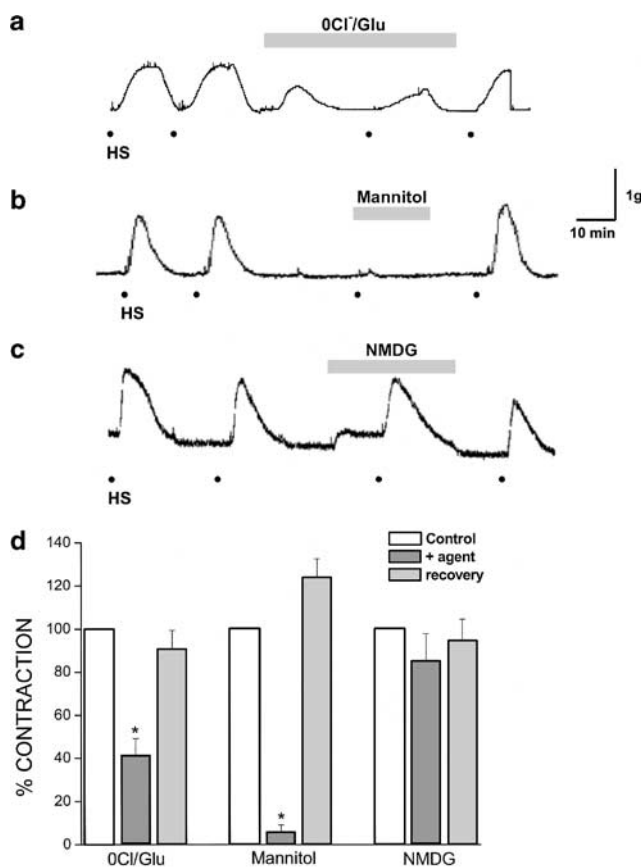 a
0Cl⁻/Glu
HS
b
Mannitol
1g
10 min
HS
c
NMDG
HS
d
% CONTRACTION
140
120
100
80
60
40
20
0
Control
+ agent
recovery
*
*
0Cl/Glu
Mannitol
NMDG